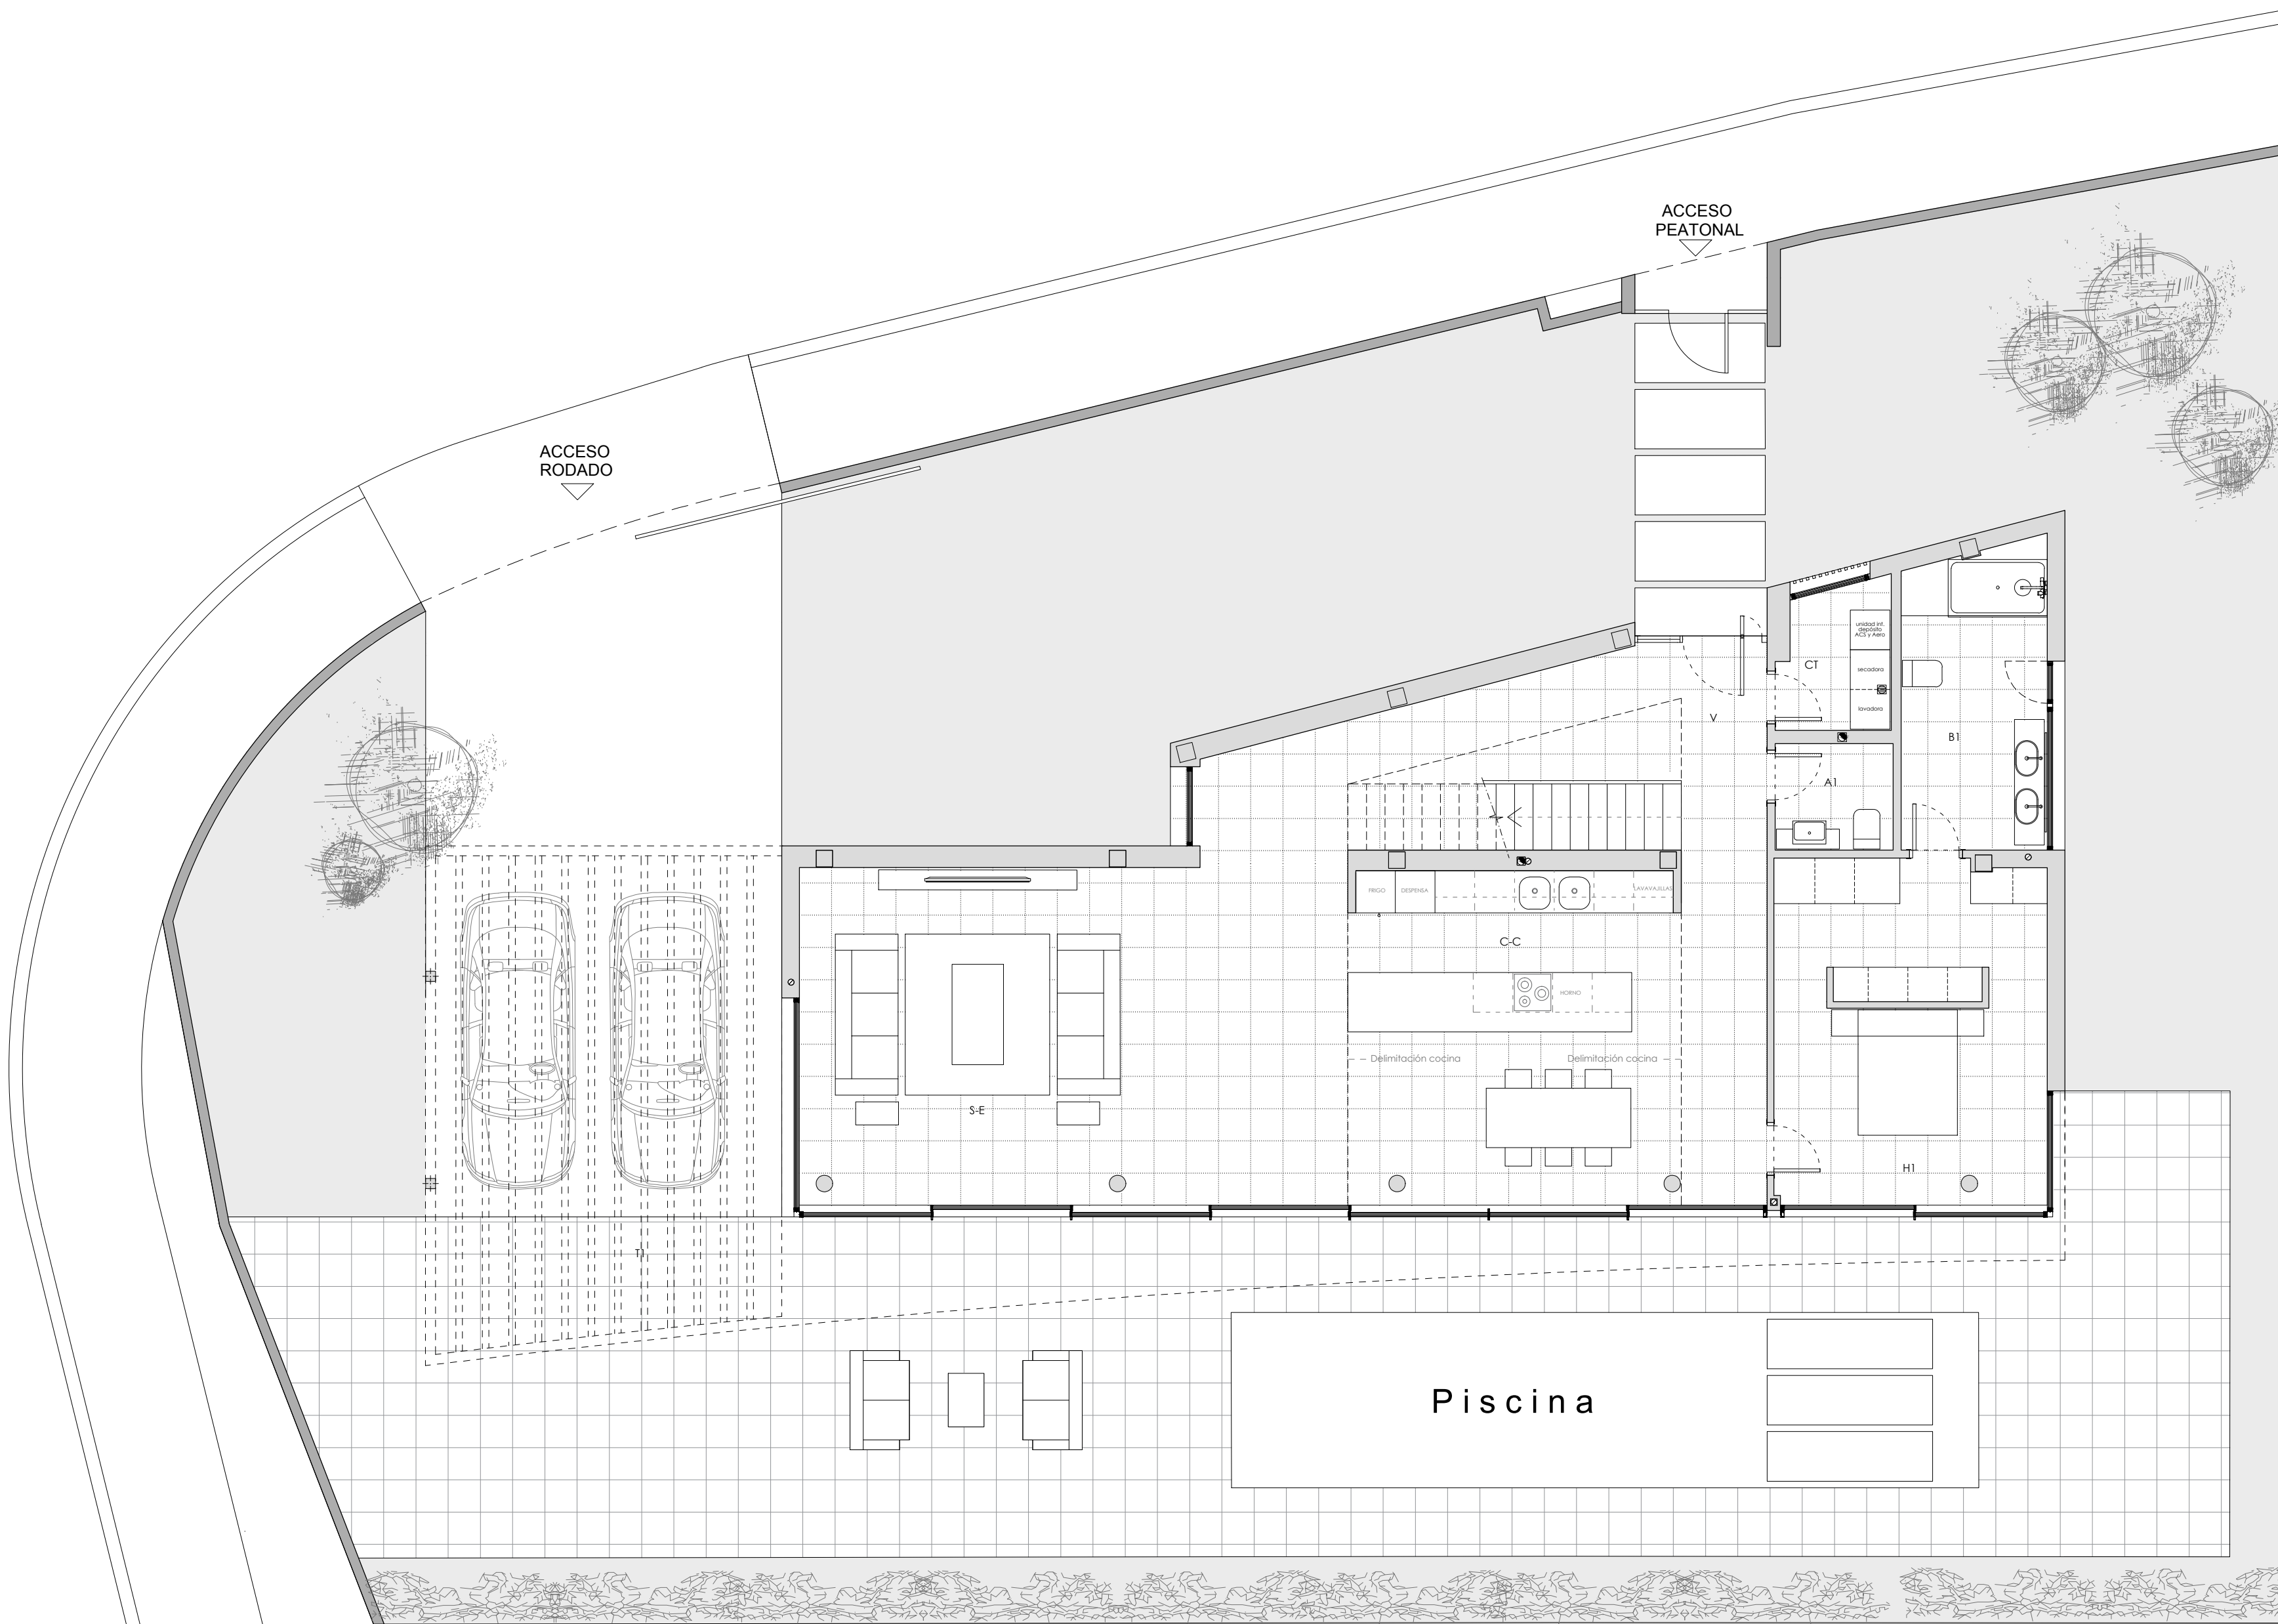 ACCESO
PEATONAL
ACCESO
RODADO
unidad int.
depósito
ACS y Aero
CT
secadora
lavadora
V
B1
A1
FRIGO
DESPENSA
LAVAVAJILLAS
C-C
HORNO
Delimitación cocina
Delimitación cocina
S-E
H1
T1
Piscina